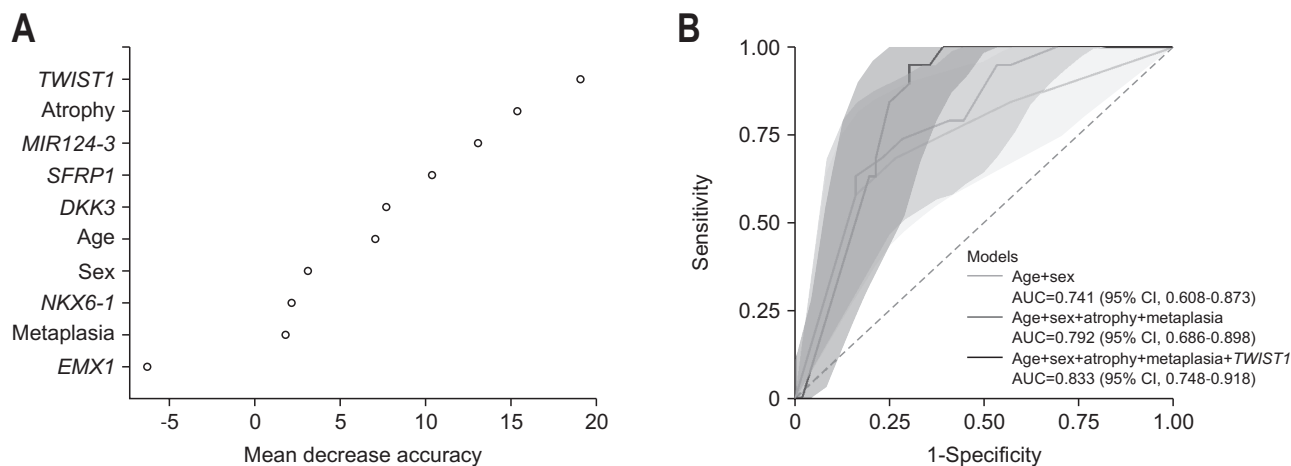 A
TWIST1
Atrophy
MIR124-3
SFRP1
DKK3
Age
Sex
NKX6-1
Metaplasia
EMX1
-5 0 5 10 15 20
Mean decrease accuracy
B
1.00
0.75
0.50
0.25
0
Sensitivity
Models
Age+sex
AUC=0.741 (95% CI, 0.608-0.873)
Age+sex+atrophy+metaplasia
AUC=0.792 (95% CI, 0.686-0.898)
Age+sex+atrophy+metaplasia+TWIST1
AUC=0.833 (95% CI, 0.748-0.918)
0 0.25 0.50 0.75 1.00
1-Specificity